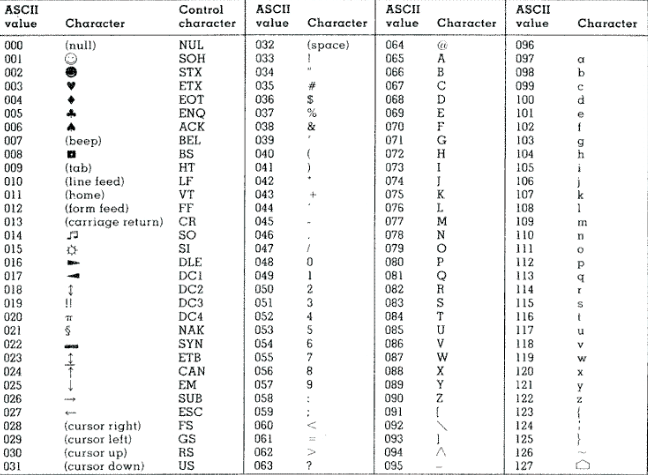 ASCII value Character Control character ASCII value Character ASCII value Character ASCII value Character
000 (null) NUL 032 (space) 064 @ 096
001 ☺ SOH 033 ! 065 A 097 a
002 ☻ STX 034 " 066 B 098 b
003 ♥ ETX 035 # 067 C 099 c
004 ♦ EOT 036 $ 068 D 100 d
005 ♣ ENQ 037 % 069 E 101 e
006 ♠ ACK 038 & 070 F 102 f
007 (beep) BEL 039 ' 071 G 103 g
008 ◘ BS 040 ( 072 H 104 h
009 (tab) HT 041 ) 073 I 105 i
010 (line feed) LF 042 * 074 J 106 j
011 (home) VT 043 + 075 K 107 k
012 (form feed) FF 044 ' 076 L 108 l
013 (carriage return) CR 045 - 077 M 109 m
014 ♫ SO 046 . 078 N 110 n
015 ☼ SI 047 / 079 O 111 o
016 ► DLE 048 0 080 P 112 p
017 ◄ DC1 049 1 081 Q 113 q
018 ↕ DC2 050 2 082 R 114 r
019 !! DC3 051 3 083 S 115 s
020 π DC4 052 4 084 T 116 t
021 § NAK 053 5 085 U 117 u
022 ▬ SYN 054 6 086 V 118 v
023 ↨ ETB 055 7 087 W 119 w
024 ↑ CAN 056 8 088 X 120 x
025 ↓ EM 057 9 089 Y 121 y
026 → SUB 058 : 090 Z 122 z
027 ← ESC 059 ; 091 [ 123 {
028 (cursor right) FS 060 < 092 \ 124 ¦
029 (cursor left) GS 061 = 093 ] 125 }
030 (cursor up) RS 062 > 094 ∧ 126 ~
031 (cursor down) US 063 ? 095 _ 127 ⌂